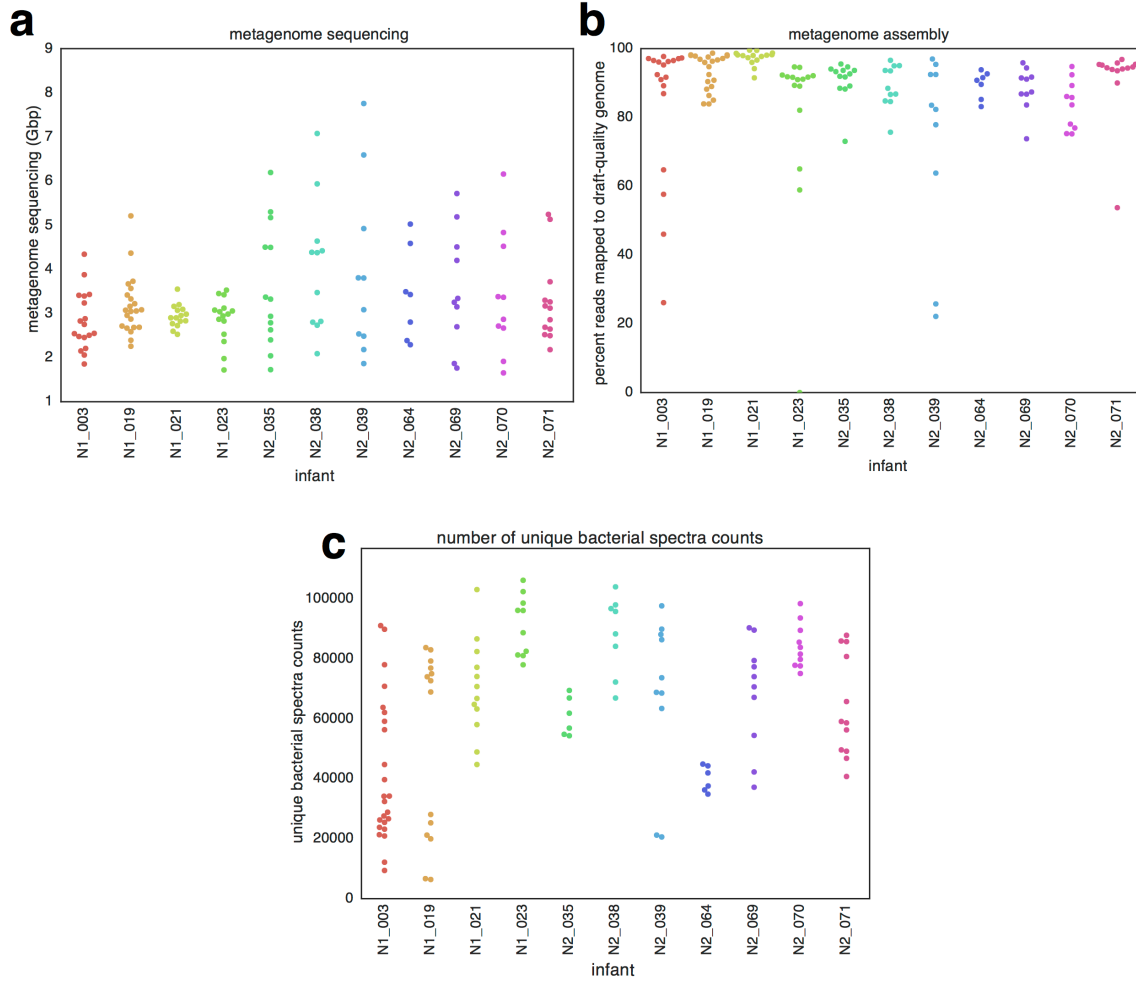 a
metagenome sequencing
metagenome sequencing (Gbp)
9
8
7
6
5
4
3
2
1
N1_003
N1_019
N1_021
N1_023
N2_035
N2_038
N2_039
N2_064
N2_069
N2_070
N2_071
infant
b
metagenome assembly
percent reads mapped to draft-quality genome
100
80
60
40
20
0
N1_003
N1_019
N1_021
N1_023
N2_035
N2_038
N2_039
N2_064
N2_069
N2_070
N2_071
infant
c
number of unique bacterial spectra counts
unique bacterial spectra counts
100000
80000
60000
40000
20000
0
N1_003
N1_019
N1_021
N1_023
N2_035
N2_038
N2_039
N2_064
N2_069
N2_070
N2_071
infant